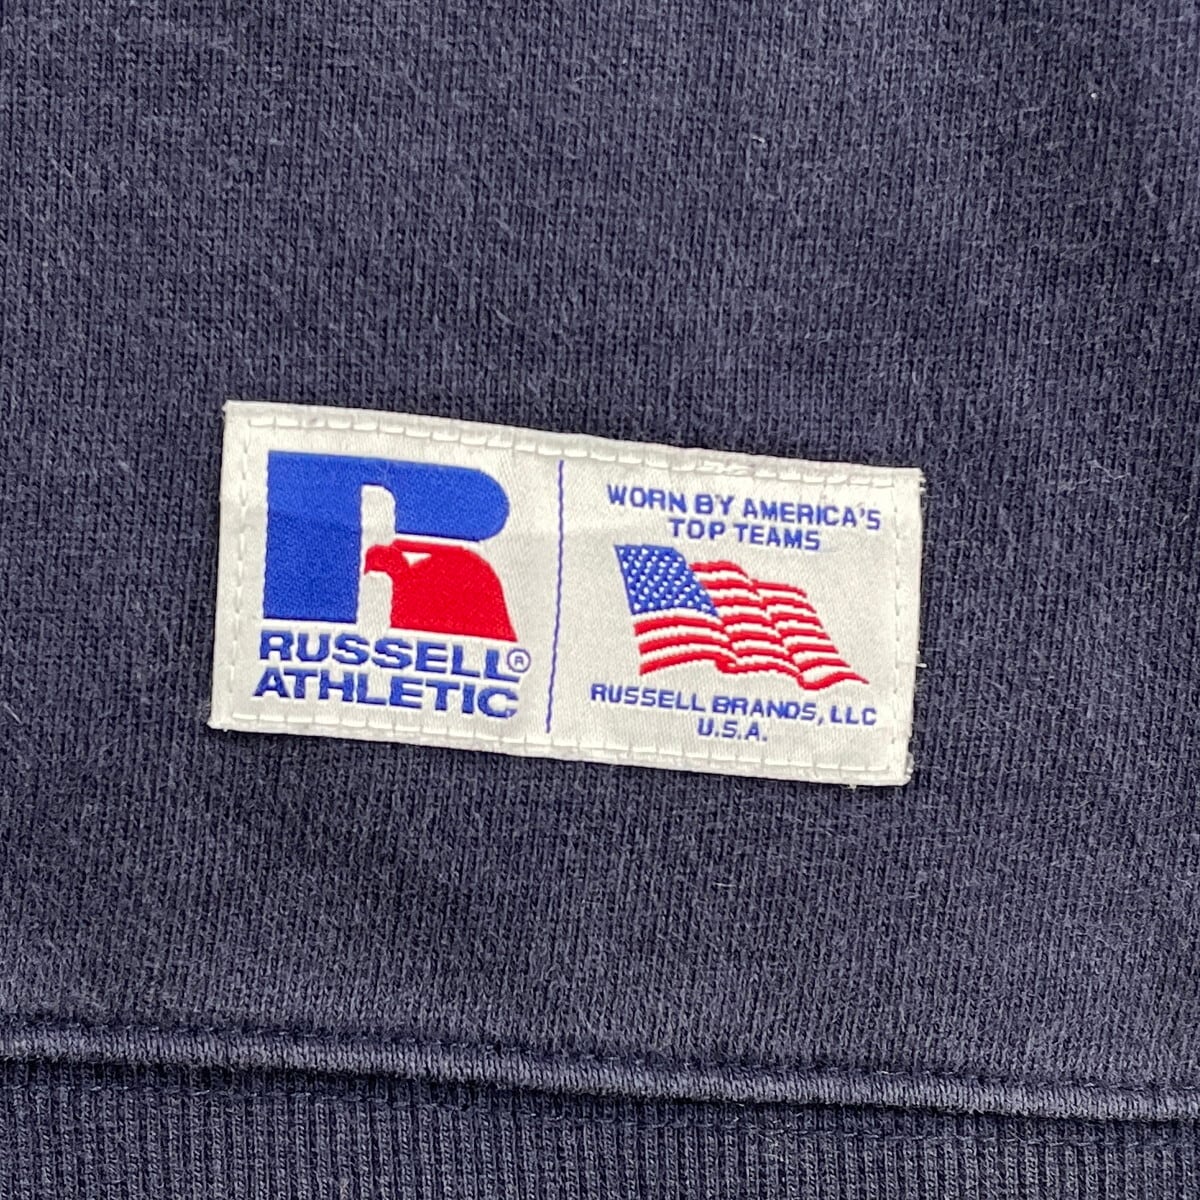 RUSSELL®
ATHLETIC
WORN BY AMERICA'S
TOP TEAMS
RUSSELL BRANDS, LLC
U.S.A.